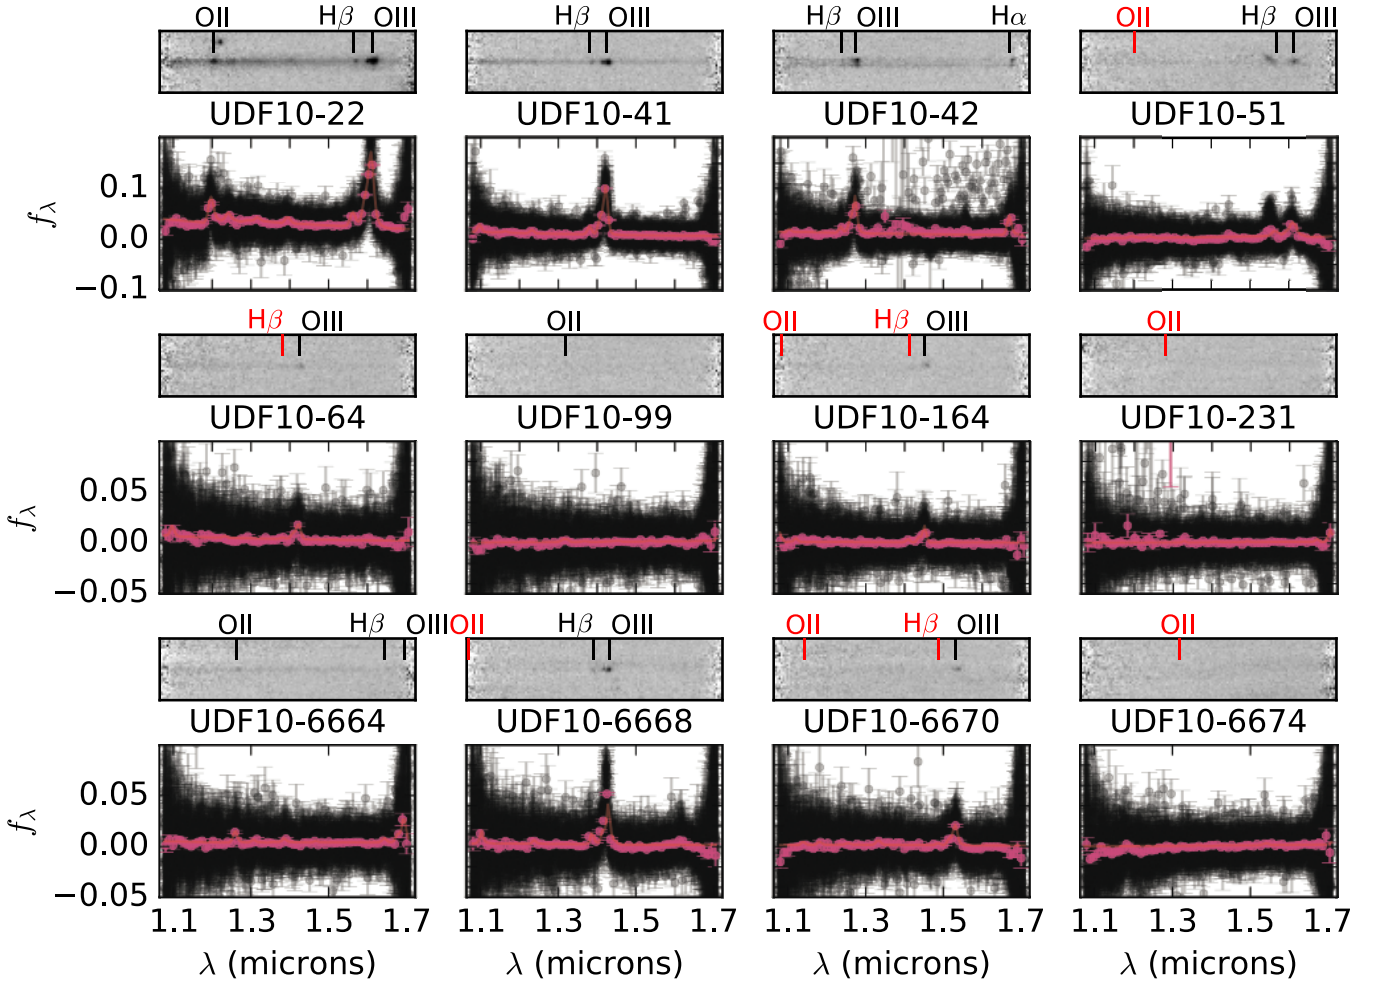 OII Hβ OIII Hβ OIII Hβ OIII Hα OII Hβ OIII
UDF10-22 UDF10-41 UDF10-42 UDF10-51
0.1
fλ
0.0
−0.1
Hβ OIII OII OII Hβ OIII OII
UDF10-64 UDF10-99 UDF10-164 UDF10-231
0.05
fλ
0.00
−0.05
OII Hβ OIII OII Hβ OIII OII Hβ OIII OII
UDF10-6664 UDF10-6668 UDF10-6670 UDF10-6674
0.05
fλ
0.00
−0.05
1.1 1.3 1.5 1.7 1.1 1.3 1.5 1.7 1.1 1.3 1.5 1.7 1.1 1.3 1.5 1.7
λ (microns) λ (microns) λ (microns) λ (microns)